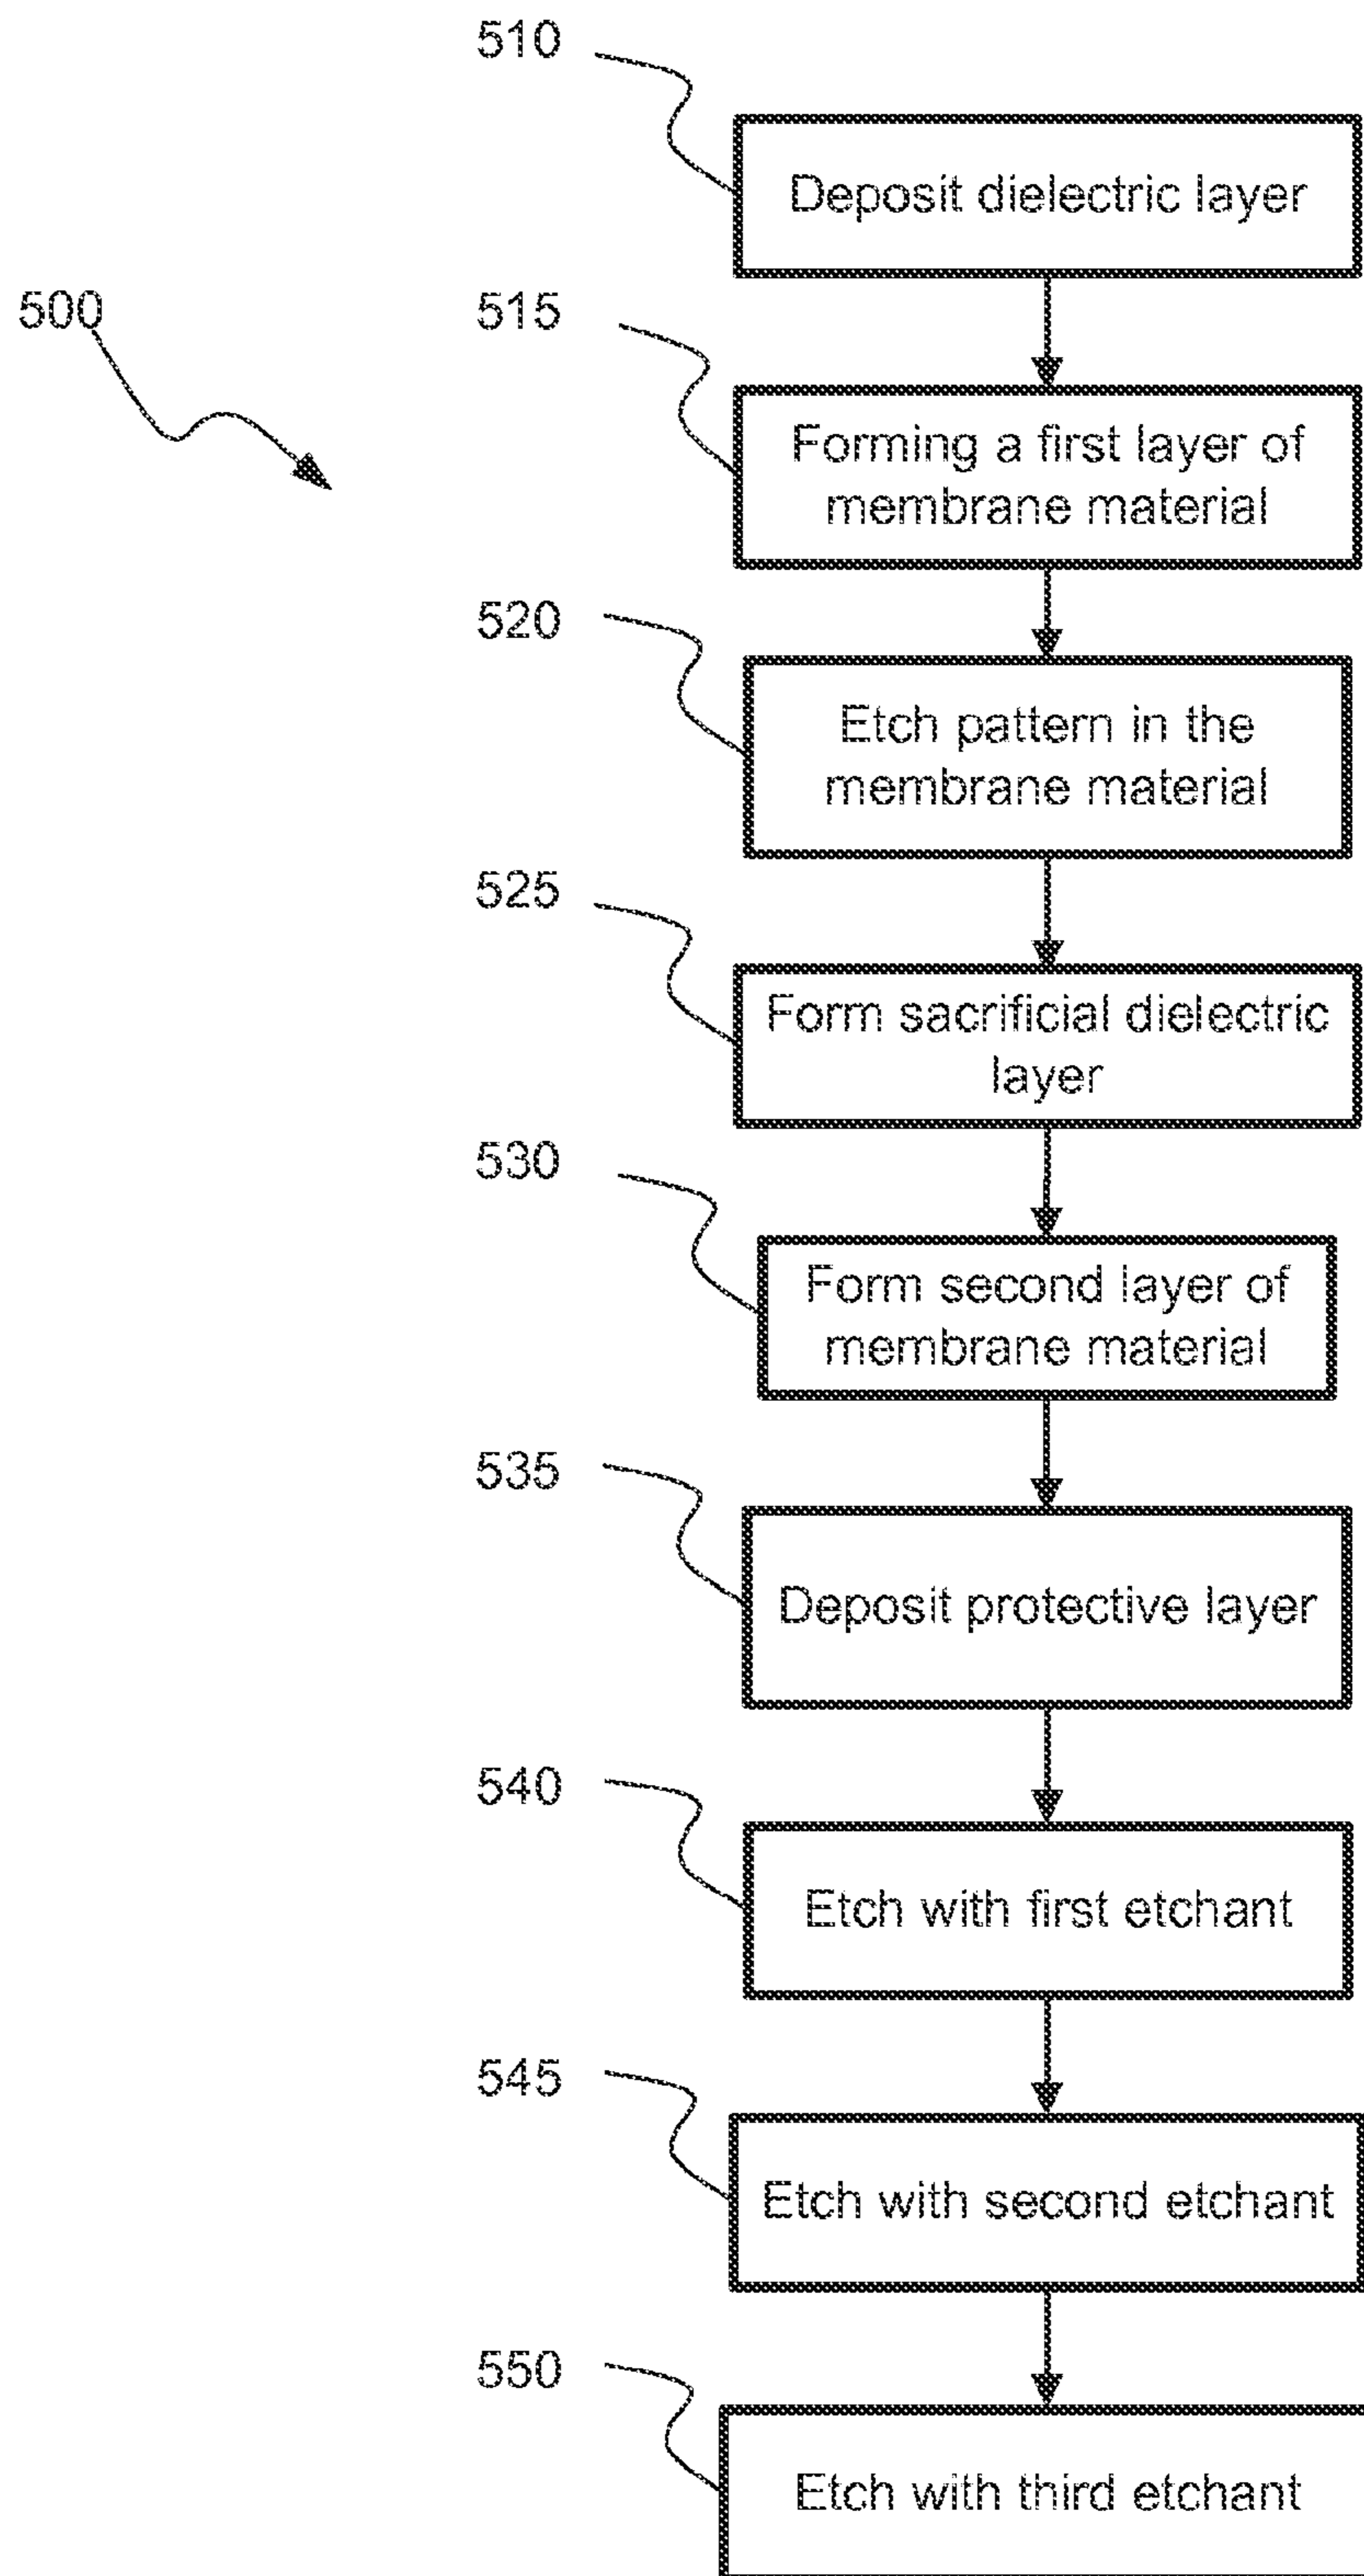 510
Deposit dielectric layer
500
515
Forming a first layer of
membrane material
520
Etch pattern in the
membrane material
525
Form sacrificial dielectric
layer
530
Form second layer of
membrane material
535
Deposit protective layer
540
Etch with first etchant
545
Etch with second etchant
550
Etch with third etchant